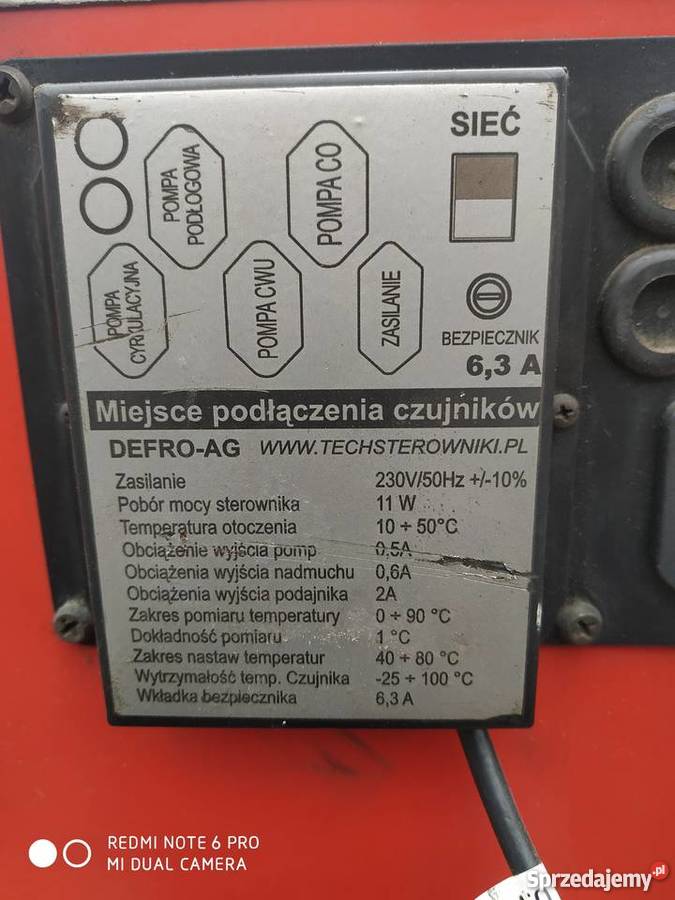 SIEĆ
POMPA
PODŁOGOWA
POMPA CO
POMPA
CYRKULACYJNA
POMPA CWU
ZASILANIE
BEZPIECZNIK
6,3 A
Miejsce podłączenia czujników
DEFRO-AG WWW.TECHSTEROWNIKI.PL
Zasilanie 230V/50Hz +/-10%
Pobór mocy sterownika 11 W
Temperatura otoczenia 10 ÷ 50°C
Obciążenie wyjścia pomp 0,5A
Obciążenia wyjścia nadmuchu 0,6A
Obciążenia wyjścia podajnika 2A
Zakres pomiaru temperatury 0 ÷ 90 °C
Dokładność pomiaru 1 °C
Zakres nastaw temperatur 40 ÷ 80 °C
Wytrzymałość temp. Czujnika -25 ÷ 100 °C
Wkładka bezpiecznika 6,3 A
REDMI NOTE 6 PRO
MI DUAL CAMERA
Sprzedajemy.pl